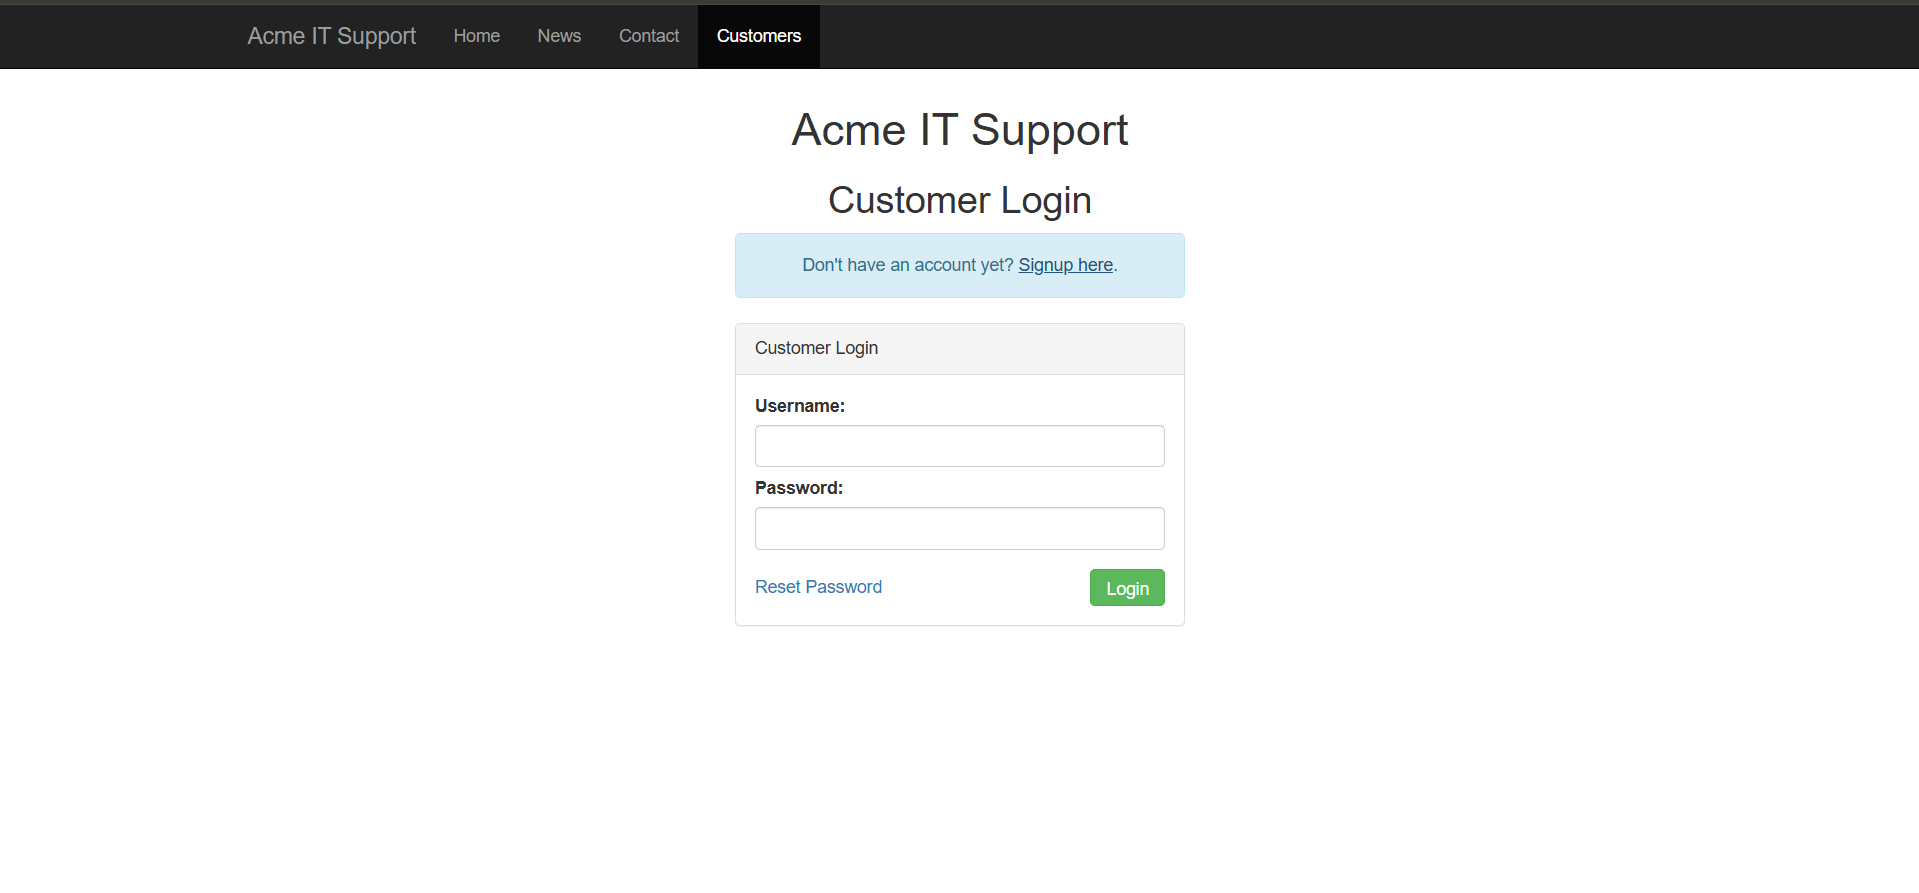 Acme IT Support Home News Contact Customers
Acme IT Support
Customer Login
Don't have an account yet? Signup here.
Customer Login
Username:
Password:
Reset Password Login